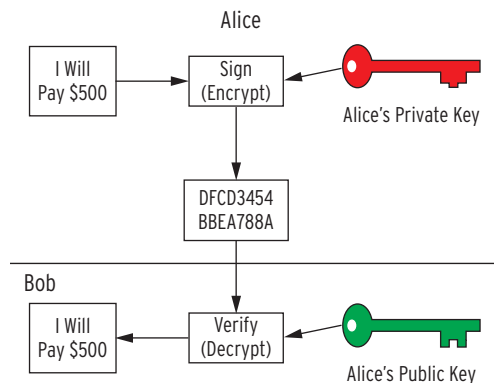 Alice
I Will
Pay $500
Sign
(Encrypt)
Alice's Private Key
DFCD3454
BBEA788A
Bob
I Will
Pay $500
Verify
(Decrypt)
Alice's Public Key